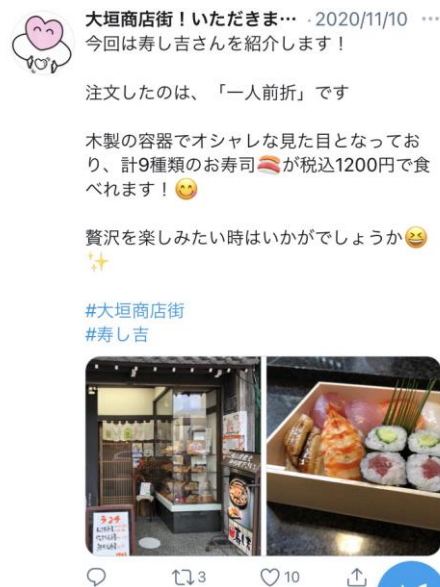 大垣商店街！いただきま… · 2020/11/10 …
今回は寿し吉さんを紹介します！
注文したのは、「一人前折」です
木製の容器でオシャレな見た目となってお
り、計9種類のお寿司🍣が税込1200円で食
べれます！😋
贅沢を楽しみたい時はいかがでしょうか😆
✨
#大垣商店街
#寿し吉
ランチ
3
10